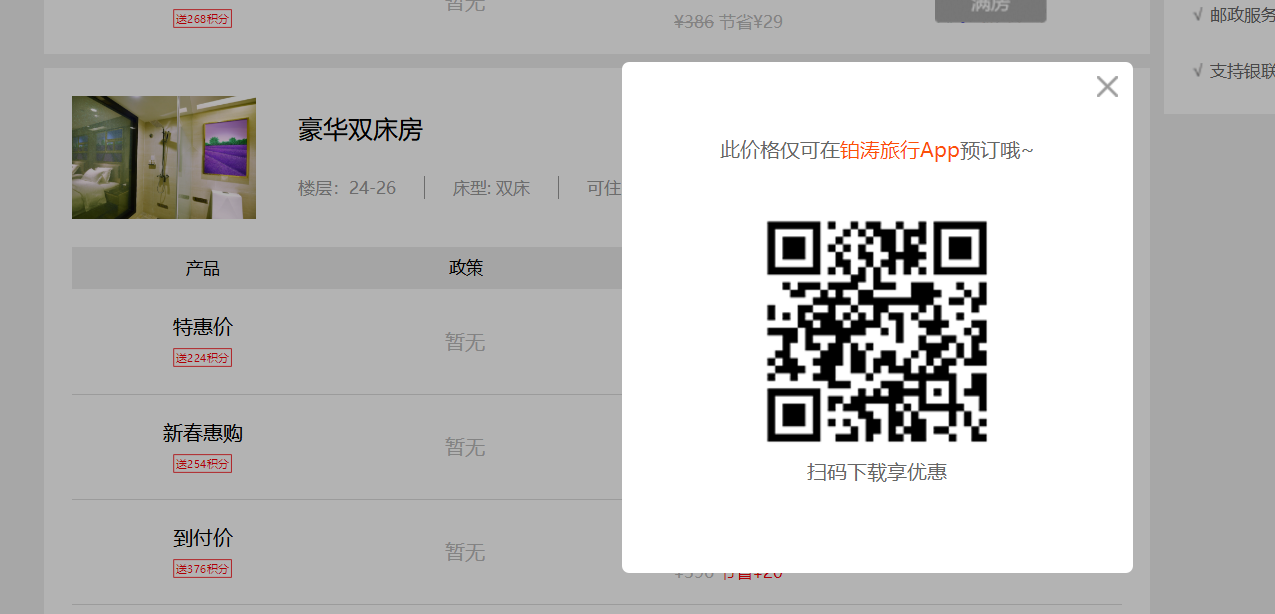 送268积分
暂无
¥386 节省¥29
满房
√ 邮政服务
√ 支持银联
豪华双床房
楼层：24-26
床型: 双床
可住
此价格仅可在铂涛旅行App预订哦~
扫码下载享优惠
产品
政策
特惠价
送224积分
暂无
新春惠购
送254积分
暂无
到付价
送376积分
暂无
¥396 节省¥20